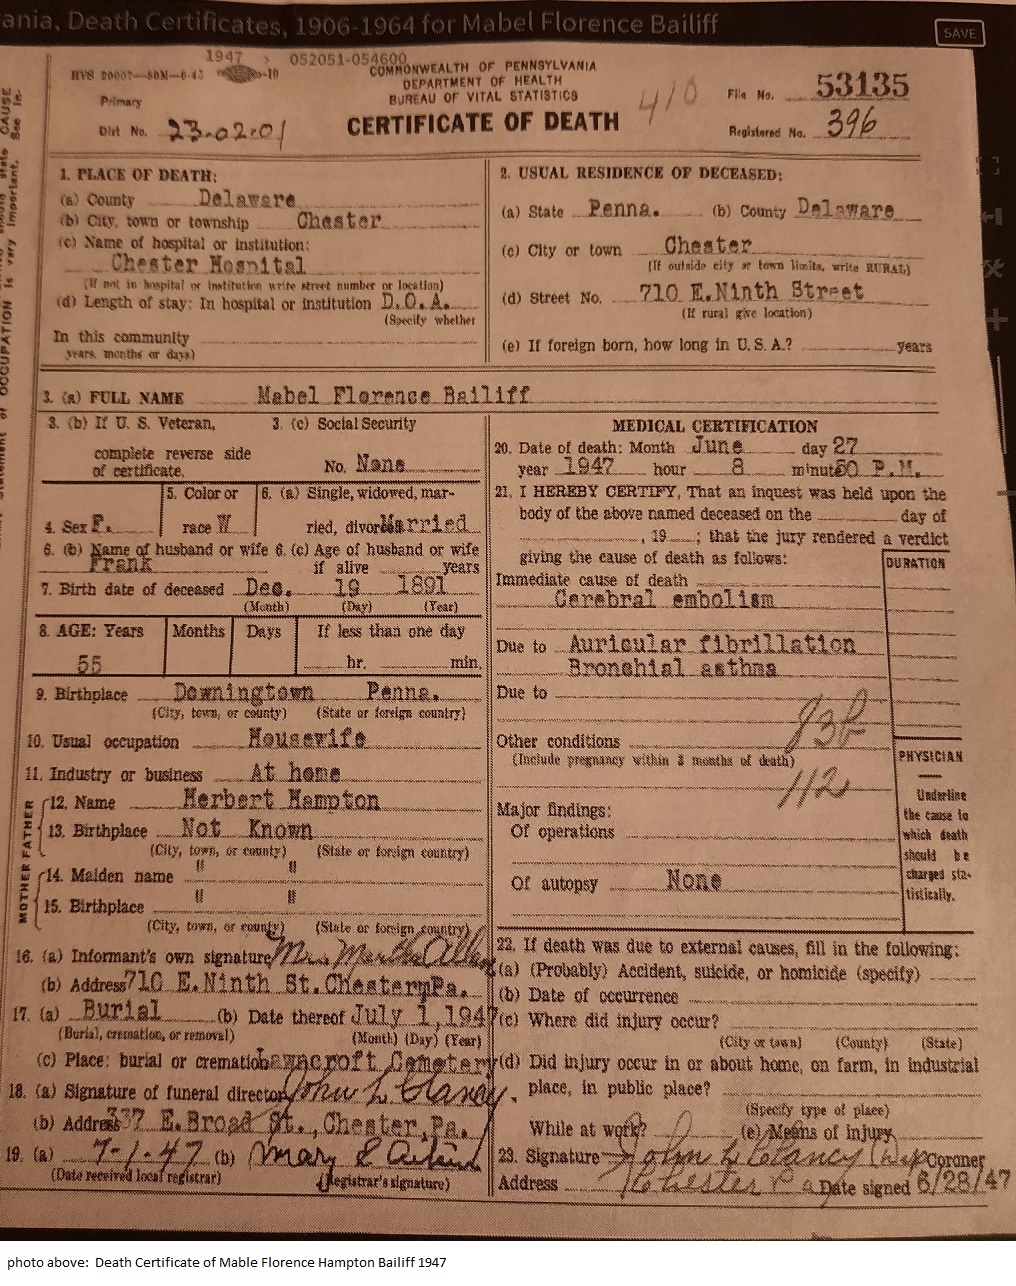 ania, Death Certificates, 1906-1964 for Mabel Florence Bailiff
SAVE
1947 052051-054600
HVS 20007-50M-6-45 -10
COMMONWEALTH OF PENNSYLVANIA
DEPARTMENT OF HEALTH
BUREAU OF VITAL STATISTICS
CERTIFICATE OF DEATH
410
File No. 53135
Registered No. 396
Primary
Dist No. 23-02-01
1. PLACE OF DEATH:
(a) County Delaware
(b) City, town or township Chester
(c) Name of hospital or institution:
Chester Hospital
(If not in hospital or institution write street number or location)
(d) Length of stay: In hospital or institution D.O.A.
(Specify whether
In this community
years, months or days)
2. USUAL RESIDENCE OF DECEASED:
(a) State Penna. (b) County Delaware
(c) City or town Chester
(If outside city or town limits, write RURAL)
(d) Street No. 710 E.Ninth Street
(If rural give location)
(e) If foreign born, how long in U.S.A.? years
3. (a) FULL NAME Mabel Florence Bailiff
3. (b) If U. S. Veteran, 3. (c) Social Security
complete reverse side
of certificate. No. None
4. Sex F. 5. Color or race W 6. (a) Single, widowed, married, divorced Married
6. (b) Name of husband or wife 6. (c) Age of husband or wife
Frank if alive years
7. Birth date of deceased Dec. 19 1891
(Month) (Day) (Year)
8. AGE: Years Months Days If less than one day
55 hr. min.
9. Birthplace Downingtown Penna.
(City, town, or county) (State or foreign country)
10. Usual occupation Housewife
11. Industry or business At home
FATHER
12. Name Herbert Hampton
13. Birthplace Not Known
(City, town, or county) (State or foreign country)
MOTHER
14. Maiden name " "
15. Birthplace " "
(City, town, or county) (State or foreign country)
16. (a) Informant's own signature Mrs Martha Allen
(b) Address 710 E.Ninth St.Chester,Pa.
17. (a) Burial (b) Date thereof July 1,1947
(Burial, cremation, or removal) (Month) (Day) (Year)
(c) Place: burial or cremation Lawncroft Cemetery
18. (a) Signature of funeral director John L Clancy
(b) Address 337 E.Broad St.,Chester,Pa.
19. (a) 7-1-47 (b) Mary E
(Date received local registrar) (Registrar's signature)
MEDICAL CERTIFICATION
20. Date of death: Month June day 27
year 1947 hour 8 minute 50 P.M.
21. I HEREBY CERTIFY, That an inquest was held upon the
body of the above named deceased on the day of
, 19 ; that the jury rendered a verdict
giving the cause of death as follows:
DURATION
Immediate cause of death
Cerebral embolism
Due to Auricular fibrillation
Bronchial asthma
Due to
93b
Other conditions
(Include pregnancy within 3 months of death)
112
Major findings:
Of operations
Of autopsy None
PHYSICIAN
Underline
the cause to
which death
should be
charged sta-
tistically.
22. If death was due to external causes, fill in the following:
(a) (Probably) Accident, suicide, or homicide (specify)
(b) Date of occurrence
(c) Where did injury occur?
(City or town) (County) (State)
(d) Did injury occur in or about home, on farm, in industrial
place, in public place?
(Specify type of place)
While at work? (e) Means of injury
23. Signature John L Clancy Dep Coroner
Address Chester Pa Date signed 6/28/47
photo above: Death Certificate of Mable Florence Hampton Bailiff 1947